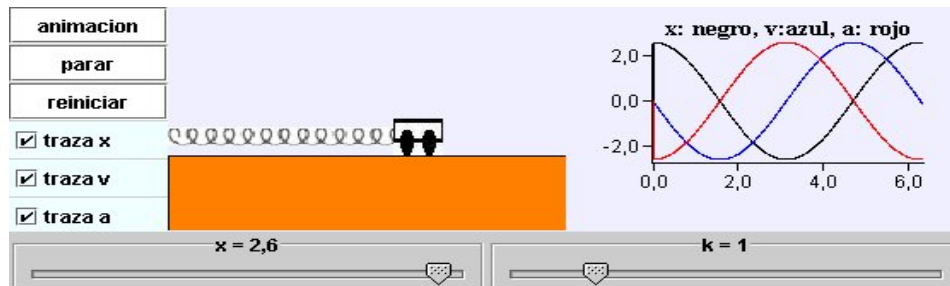 animacion
parar
reiniciar
traza x
traza v
traza a
x: negro, v:azul, a: rojo
2,0
0,0
-2,0
0,0 2,0 4,0 6,0
x = 2,6
k = 1